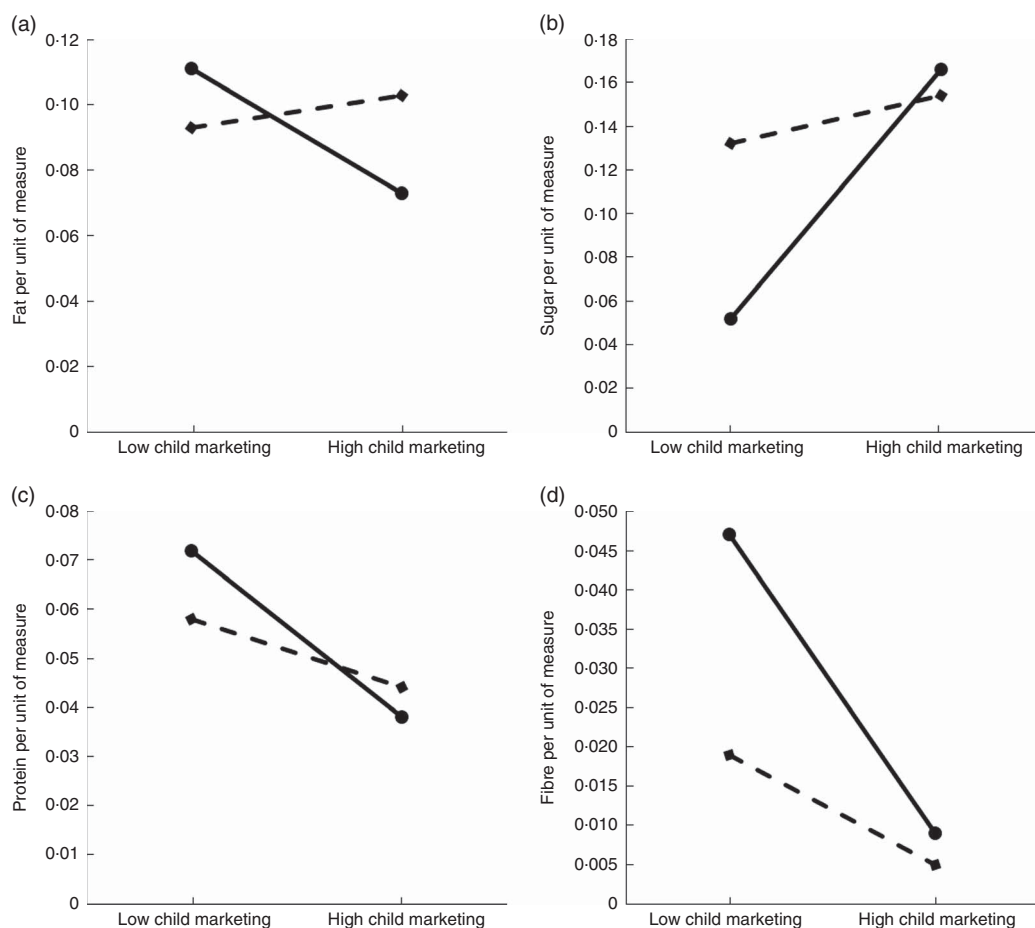 (a)
0·12
0·10
0·08
0·06
0·04
0·02
0
Fat per unit of measure
Low child marketing
High child marketing
(b)
0·18
0·16
0·14
0·12
0·10
0·08
0·06
0·04
0·02
0
Sugar per unit of measure
Low child marketing
High child marketing
(c)
0·08
0·07
0·06
0·05
0·04
0·03
0·02
0·01
0
Protein per unit of measure
Low child marketing
High child marketing
(d)
0·050
0·045
0·040
0·035
0·030
0·025
0·020
0·015
0·010
0·005
0
Fibre per unit of measure
Low child marketing
High child marketing